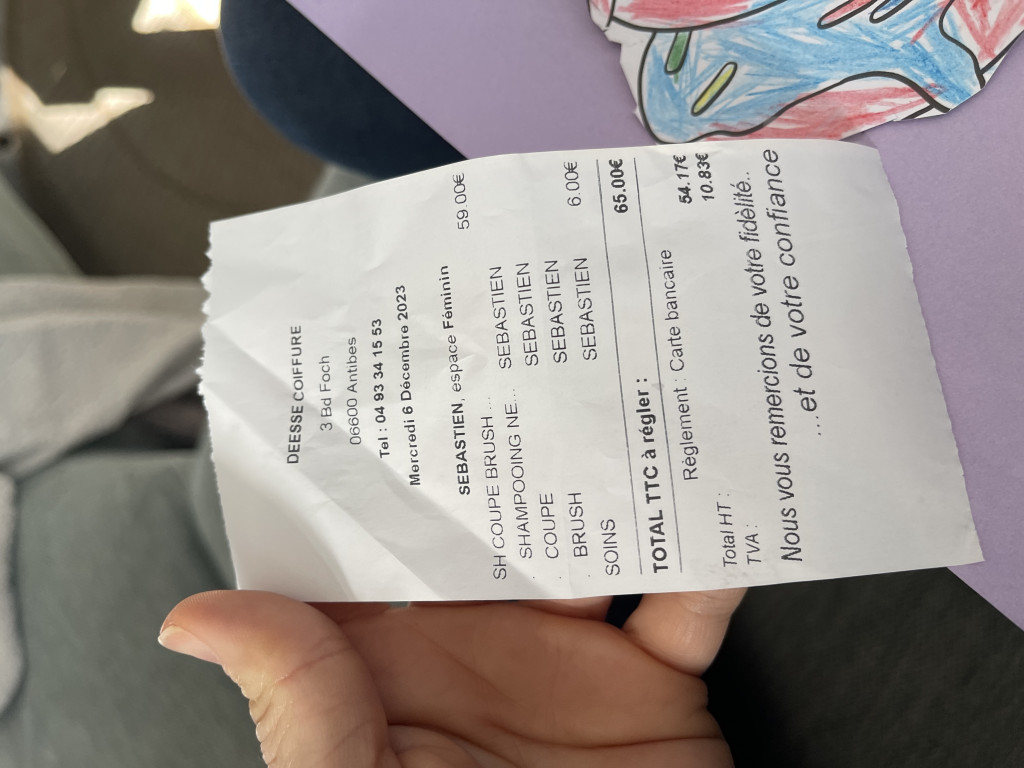 DEESSE COIFFURE
3 Bd Foch
06600 Antibes
Tel : 04 93 34 15 53
Mercredi 6 Décembre 2023
SEBASTIEN, espace Féminin
SH COUPE BRUSH... SEBASTIEN 59.00€
. SHAMPOOING NE... SEBASTIEN
. COUPE SEBASTIEN
. BRUSH SEBASTIEN
SOINS 6.00€
TOTAL TTC à régler : 65.00€
Règlement : Carte bancaire
Total HT : 54.17€
TVA : 10.83€
Nous vous remercions de votre fidèlité..
....et de votre confiance